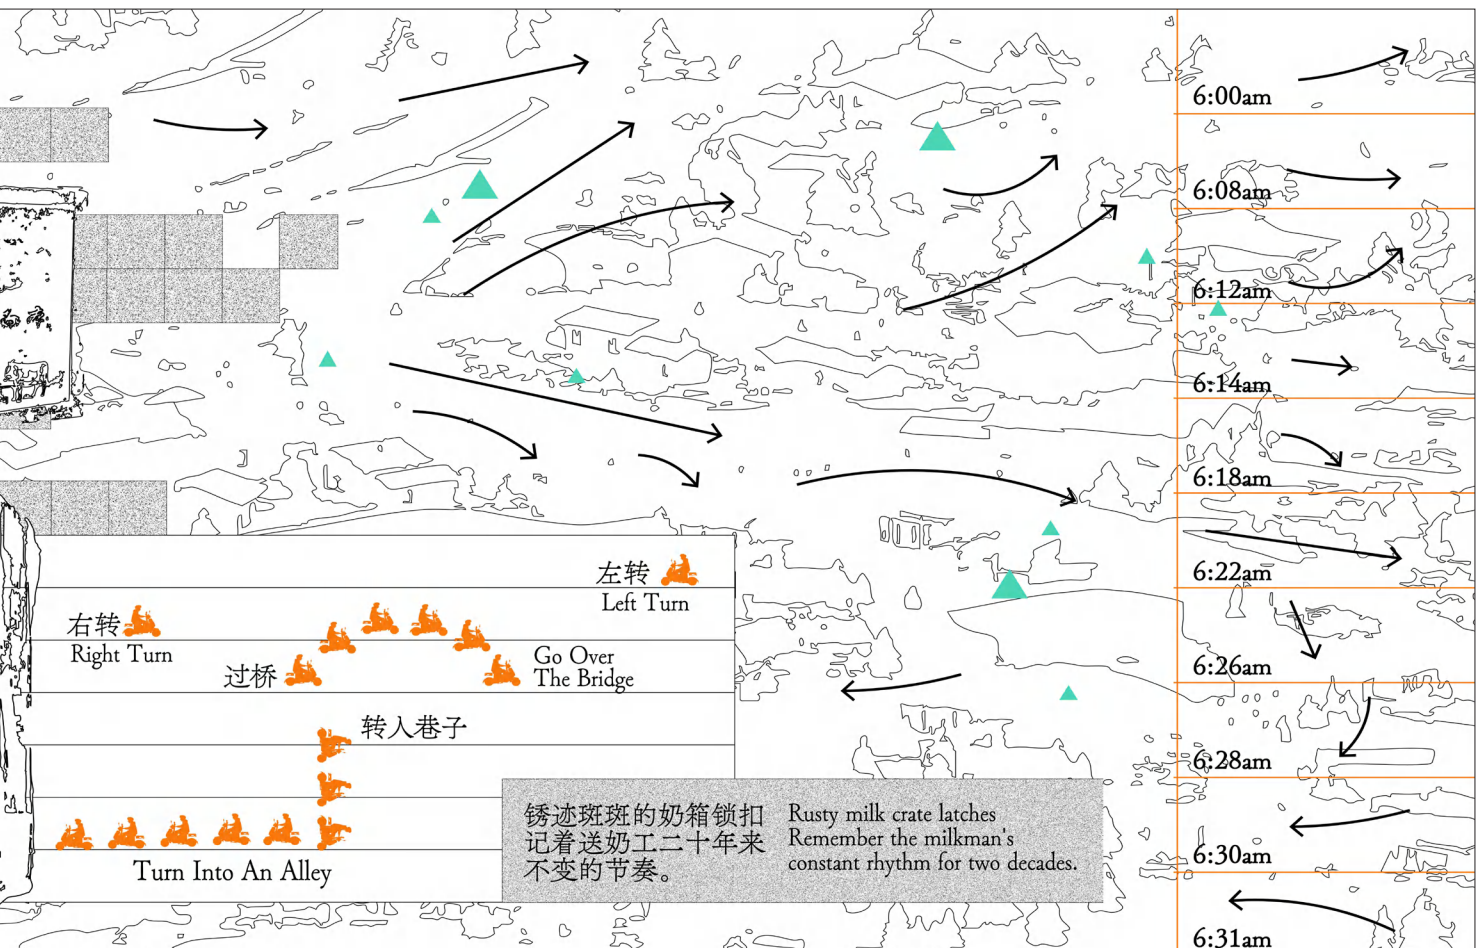 6:00am
6:08am
6:12am
6:14am
6:18am
6:22am
6:26am
6:28am
6:30am
6:31am
左转
Left Turn
右转
Right Turn
过桥
Go Over
The Bridge
转入巷子
Turn Into An Alley
锈迹斑斑的奶箱锁扣
记着送奶工二十年来
不变的节奏。
Rusty milk crate latches
Remember the milkman's
constant rhythm for two decades.